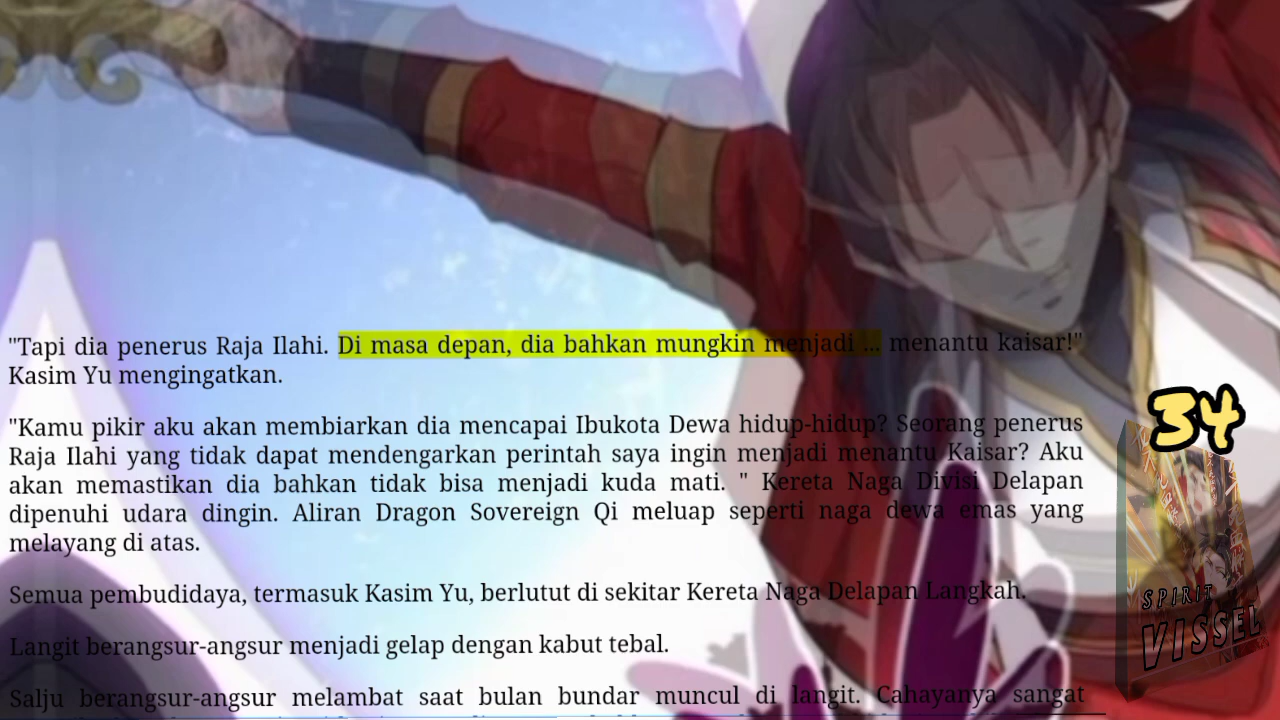 "Tapi dia penerus Raja Ilahi. Di masa depan, dia bahkan mungkin menjadi ... menantu kaisar!"
Kasim Yu mengingatkan.
"Kamu pikir aku akan membiarkan dia mencapai Ibukota Dewa hidup-hidup? Seorang penerus
Raja Ilahi yang tidak dapat mendengarkan perintah saya ingin menjadi menantu Kaisar? Aku
akan memastikan dia bahkan tidak bisa menjadi kuda mati. " Kereta Naga Divisi Delapan
dipenuhi udara dingin. Aliran Dragon Sovereign Qi meluap seperti naga dewa emas yang
melayang di atas.
Semua pembudidaya, termasuk Kasim Yu, berlutut di sekitar Kereta Naga Delapan Langkah.
Langit berangsur-angsur menjadi gelap dengan kabut tebal.
Salju berangsur-angsur melambat saat bulan bundar muncul di langit. Cahayanya sangat
34
SPIRIT
VISSEL